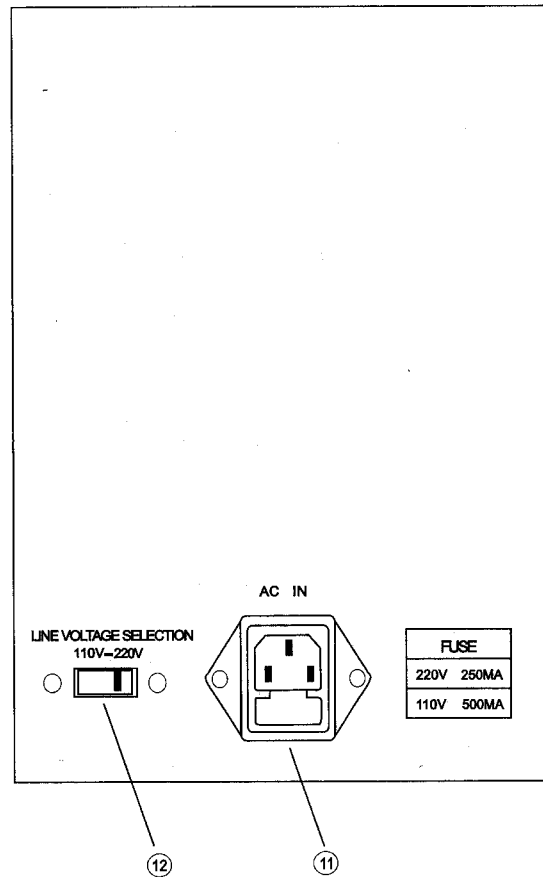 AC IN
LINE VOLTAGE SELECTION
110V–220V
FUSE
220V 250MA
110V 500MA
12
11